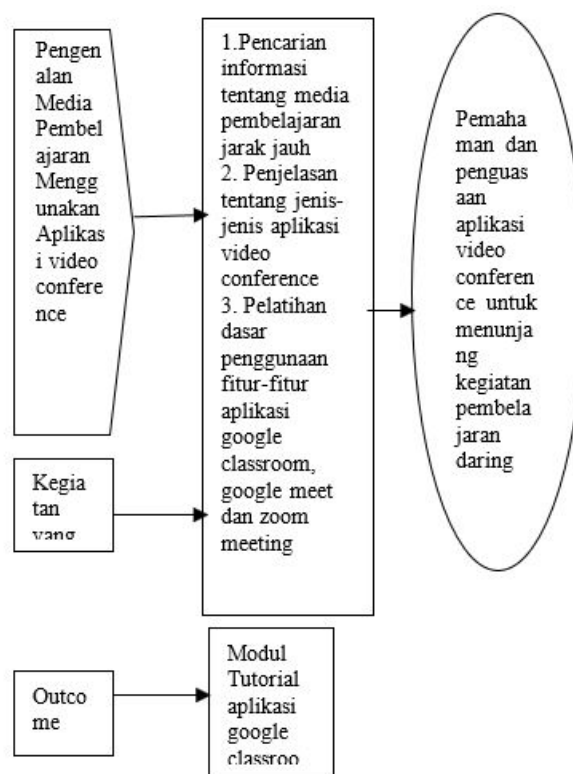 Pengen
alan
Media
Pembel
ajaran
Mengg
unakan
Aplikas
i video
confere
nce
Kegia
tan
yang
Outco
me
1.Pencarian
informasi
tentang media
pembelajaran
jarak jauh
2. Penjelasan
tentang jenis-
jenis aplikasi
video
conference
3. Pelatihan
dasar
penggunaan
fitur-fitur
aplikasi
google
classroom,
google meet
dan zoom
meeting
Modul
Tutorial
aplikasi
google
classroo
Pemaha
man dan
penguas
aan
aplikasi
video
conferen
ce untuk
menunja
ng
kegiatan
pembela
jaran
daring